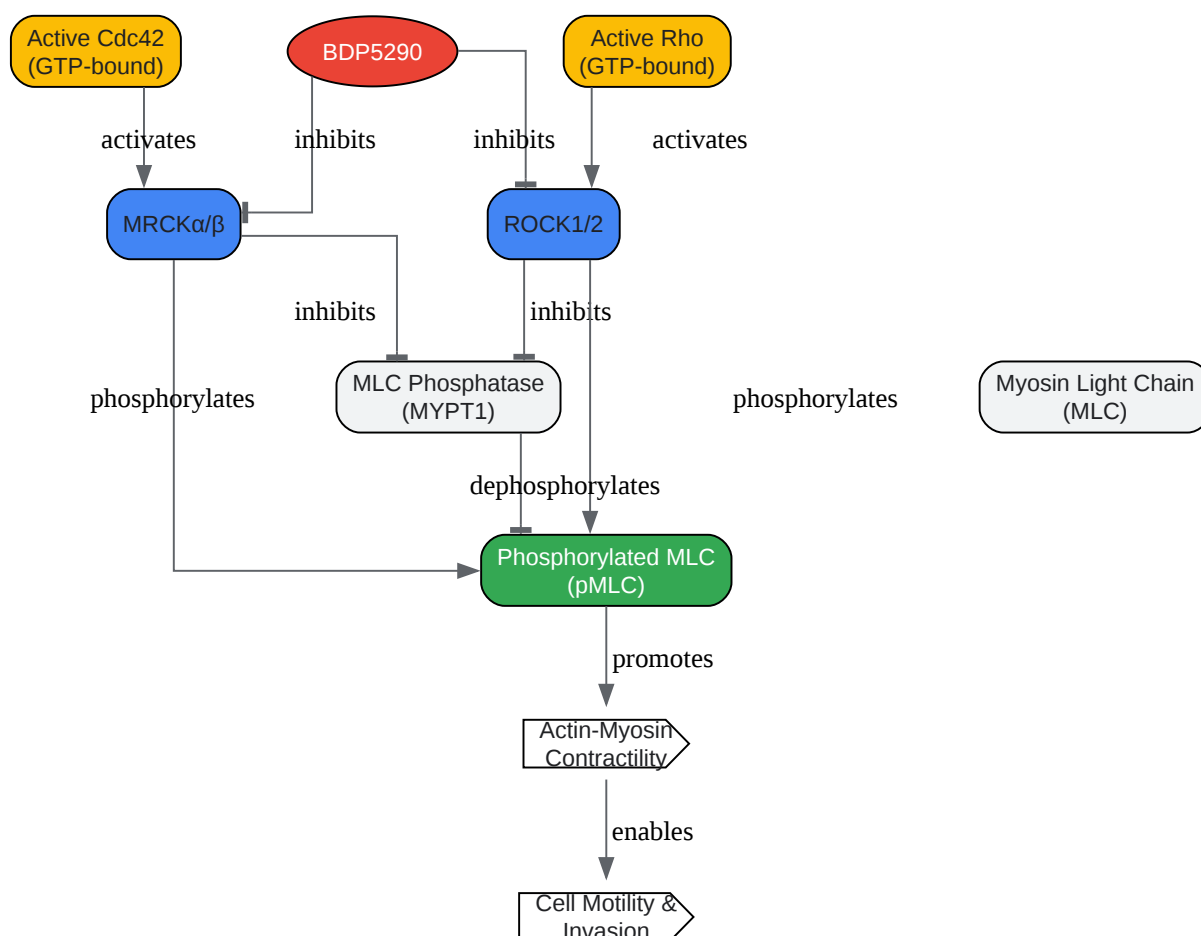 Active Cdc42
(GTP-bound)
BDP5290
Active Rho
(GTP-bound)
activates
inhibits
inhibits
activates
MRCKα/β
ROCK1/2
inhibits
inhibits
phosphorylates
MLC Phosphatase
(MYPT1)
phosphorylates
Myosin Light Chain
(MLC)
dephosphorylates
Phosphorylated MLC
(pMLC)
promotes
Actin-Myosin
Contractility
enables
Cell Motility &
Invasion